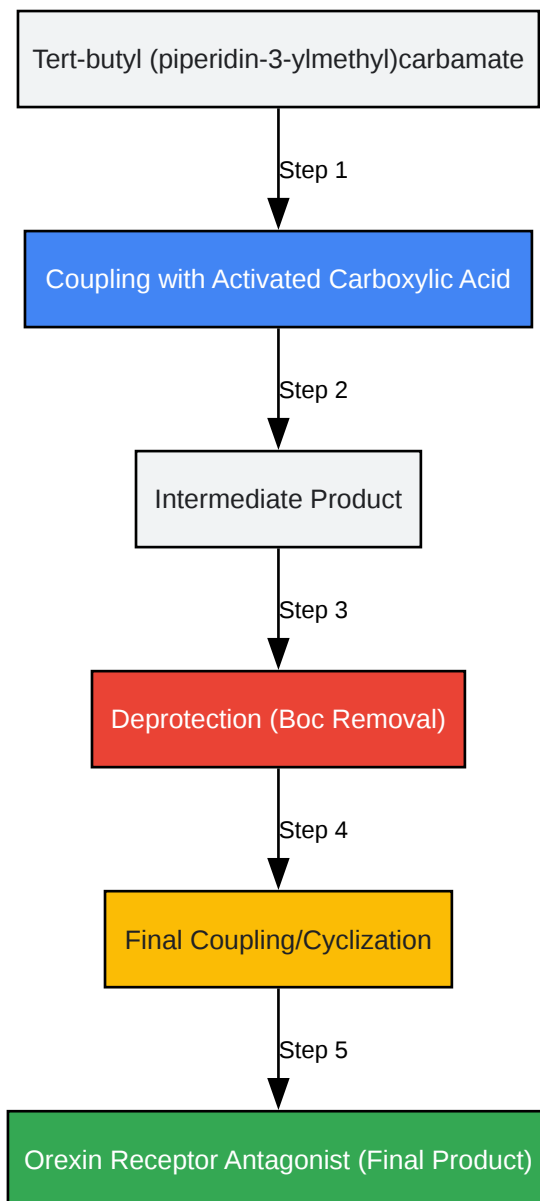 Tert-butyl (piperidin-3-ylmethyl)carbamate
Step 1
Coupling with Activated Carboxylic Acid
Step 2
Intermediate Product
Step 3
Deprotection (Boc Removal)
Step 4
Final Coupling/Cyclization
Step 5
Orexin Receptor Antagonist (Final Product)